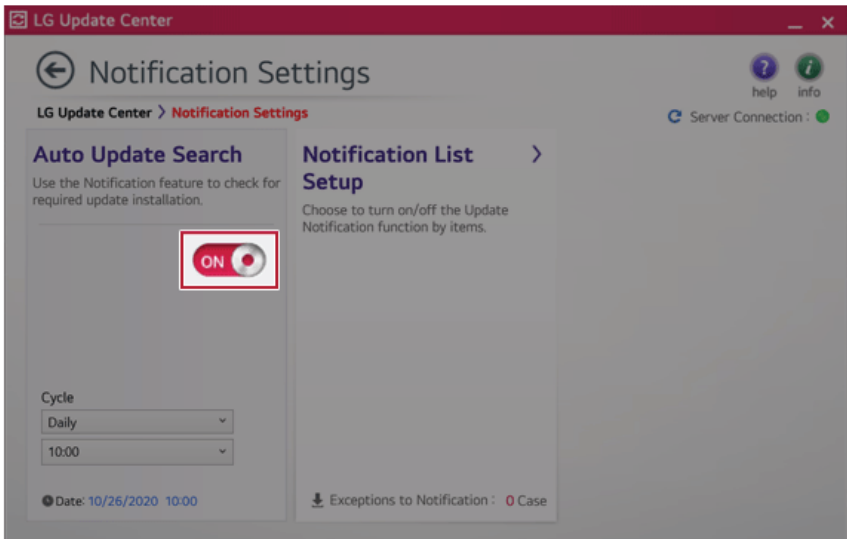 LG Update Center
Notification Settings
help
info
LG Update Center > Notification Settings
Server Connection :
Auto Update Search
Use the Notification feature to check for
required update installation.
ON
Cycle
Daily
10:00
Date: 10/26/2020 10:00
Notification List
Setup
Choose to turn on/off the Update
Notification function by items.
Exceptions to Notification : 0 Case